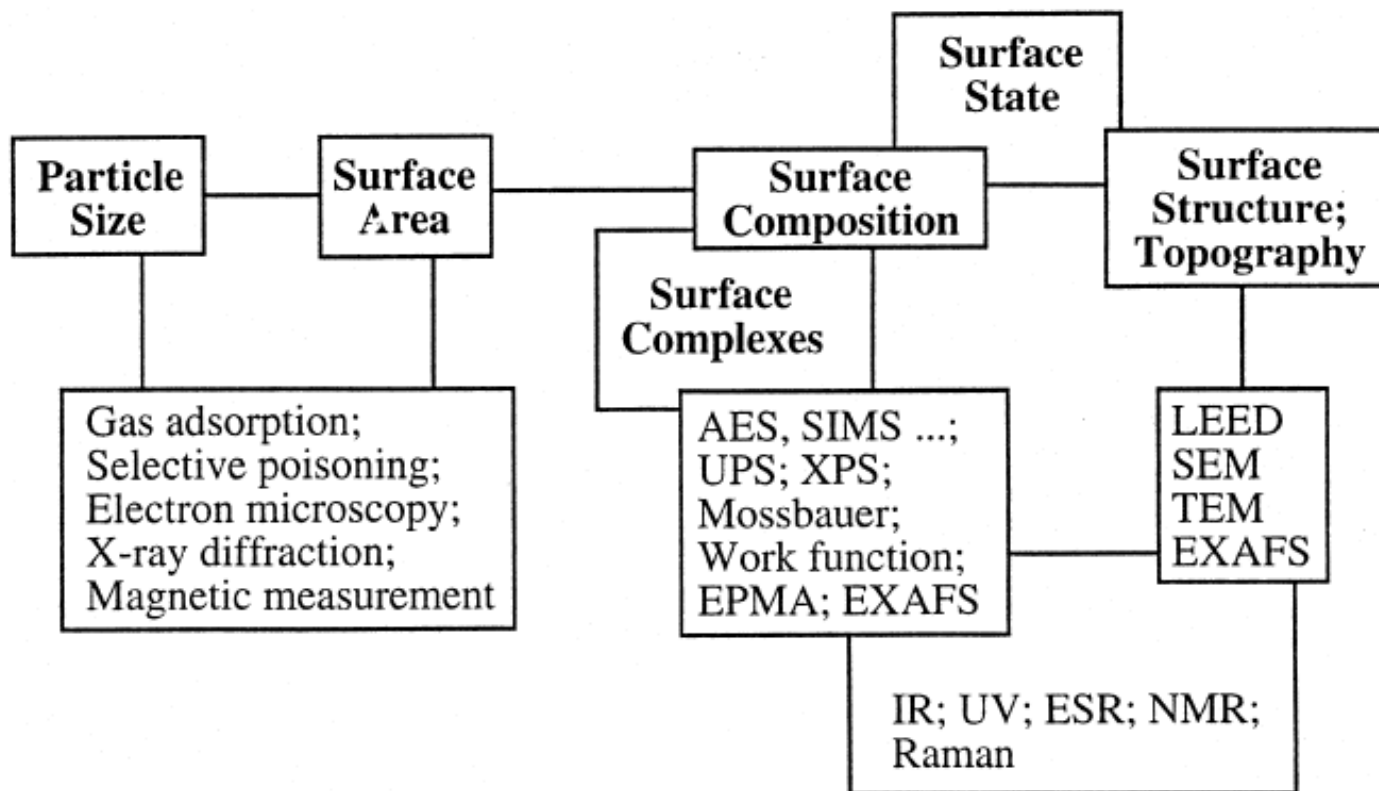 Surface
State
Particle
Size
Surface
Area
Surface
Composition
Surface
Structure;
Topography
Surface
Complexes
Gas adsorption;
Selective poisoning;
Electron microscopy;
X-ray diffraction;
Magnetic measurement
AES, SIMS ...;
UPS; XPS;
Mossbauer;
Work function;
EPMA; EXAFS
LEED
SEM
TEM
EXAFS
IR; UV; ESR; NMR;
Raman